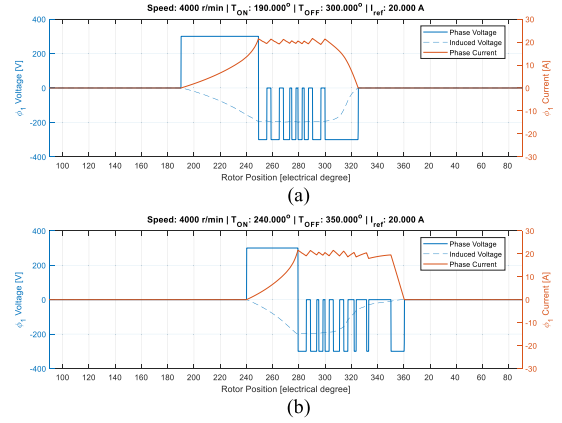 Speed: 4000 r/min | T_ON: 190.000° | T_OFF: 300.000° | I_ref: 20.000 A
400
200
0
-200
-400
ϕ1 Voltage [V]
Phase Voltage
Induced Voltage
Phase Current
30
20
10
0
-10
-20
-30
ϕ1 Current [A]
100 120 140 160 180 200 220 240 260 280 300 320 340 360 20 40 60 80
Rotor Position [electrical degree]
(a)
Speed: 4000 r/min | T_ON: 240.000° | T_OFF: 350.000° | I_ref: 20.000 A
400
200
0
-200
-400
ϕ1 Voltage [V]
Phase Voltage
Induced Voltage
Phase Current
30
20
10
0
-10
-20
-30
ϕ1 Current [A]
100 120 140 160 180 200 220 240 260 280 300 320 340 360 20 40 60 80
Rotor Position [electrical degree]
(b)